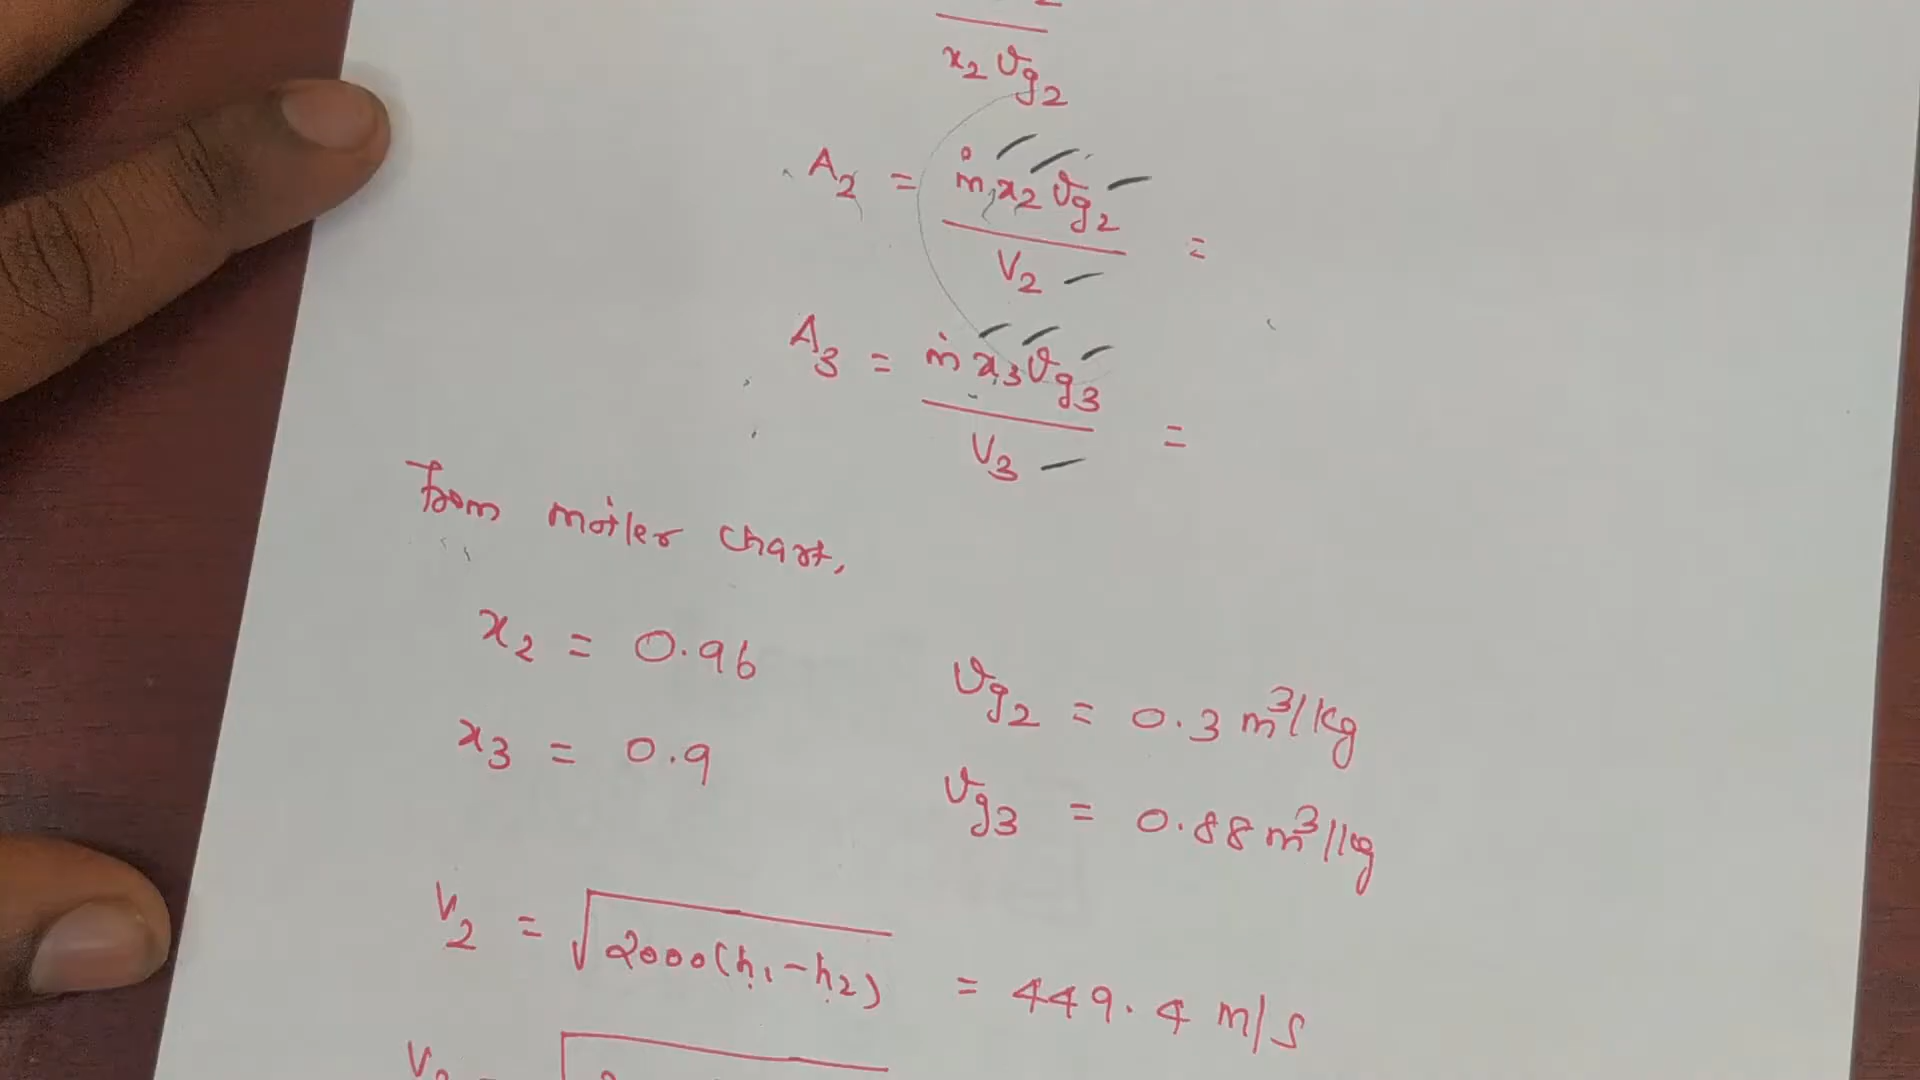 x₂ vg₂
A₂ = ṁ x₂ vg₂ / V₂ =
A₃ = ṁ x₃ vg₃ / V₃ =
From moiler chart,
x₂ = 0.96
vg₂ = 0.3 m³/kg
x₃ = 0.9
vg₃ = 0.88 m³/kg
V₂ = √2000(h₁-h₂) = 449.4 m/s